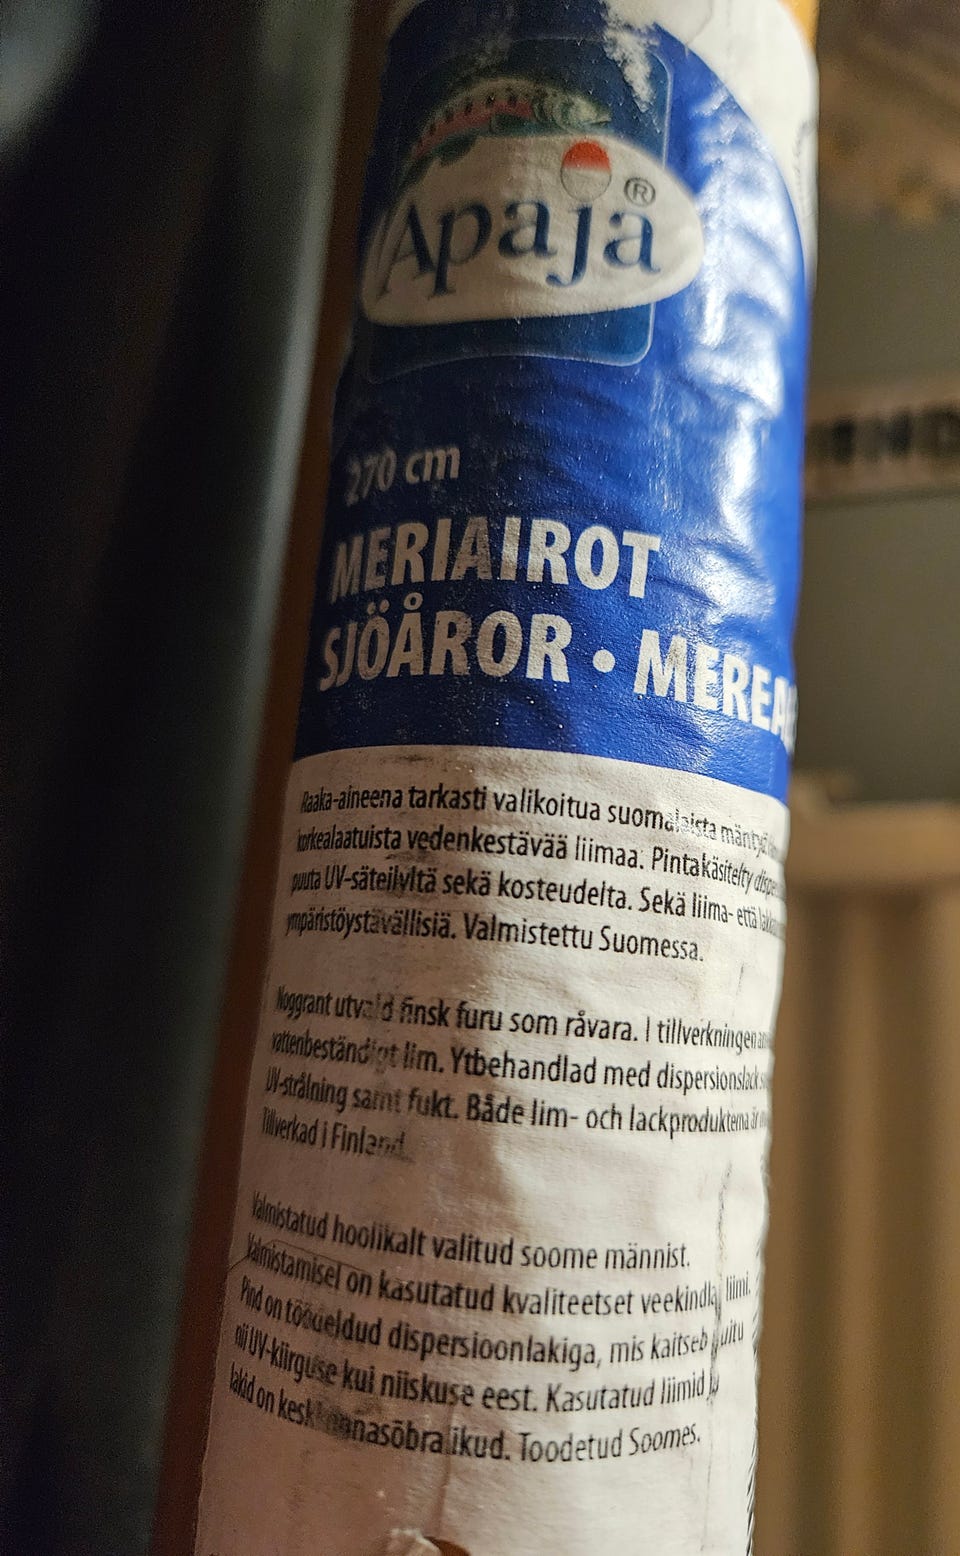 Apaja®
270 cm
MERIAIROT
SJÖÅROR • MEREA
Raaka-aineena tarkasti valikoitua suomalaista mäntyä
korkealaatuista vedenkestävää liimaa. Pintakäsitelty
puuta UV-säteilyltä sekä kosteudelta. Sekä liima- että
ympäristöystävällisiä. Valmistettu Suomessa.
Noggrant utvald finsk furu som råvara. I tillverkningen
vattenbeständigt lim. Ytbehandlad med dispersionslack
UV-strålning samt fukt. Både lim- och lackprodukterna är
Tillverkad i Finland.
Valmistatud hoolikalt valitud soome männist.
Valmistamisel on kasutatud kvaliteetset veekindlat liimi.
Pind on töödeldud dispersioonlakiga, mis kaitseb puitu
nii UV-kiirguse kui niiskuse eest. Kasutatud liimid ja
lakid on keskkonnasõbralikud. Toodetud Soomes.